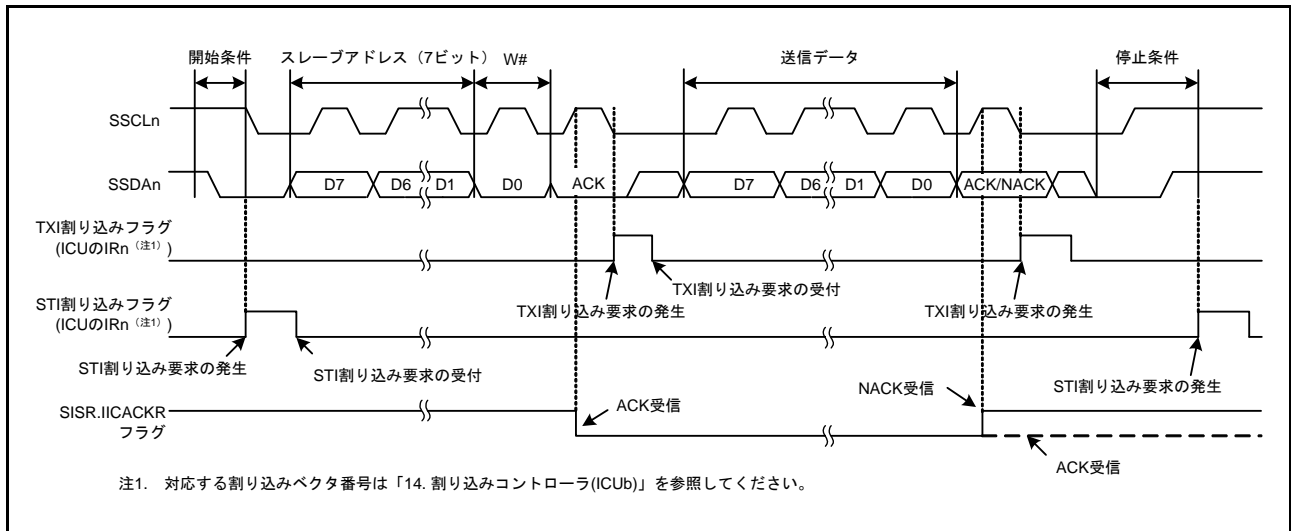 開始条件 スレーブアドレス（7ビット） W# 送信データ 停止条件
SSCLn
SSDAn D7 D6 D1 D0 ACK D7 D6 D1 D0 ACK/NACK
TXI割り込みフラグ
(ICUのIRn（注1）)
TXI割り込み要求の受付
TXI割り込み要求の発生 TXI割り込み要求の発生
STI割り込みフラグ
(ICUのIRn（注1）)
STI割り込み要求の発生 STI割り込み要求の受付 STI割り込み要求の発生
NACK受信
SISR.IICACKR
フラグ
ACK受信
ACK受信
注1. 対応する割り込みベクタ番号は「14. 割り込みコントローラ(ICUb)」を参照してください。